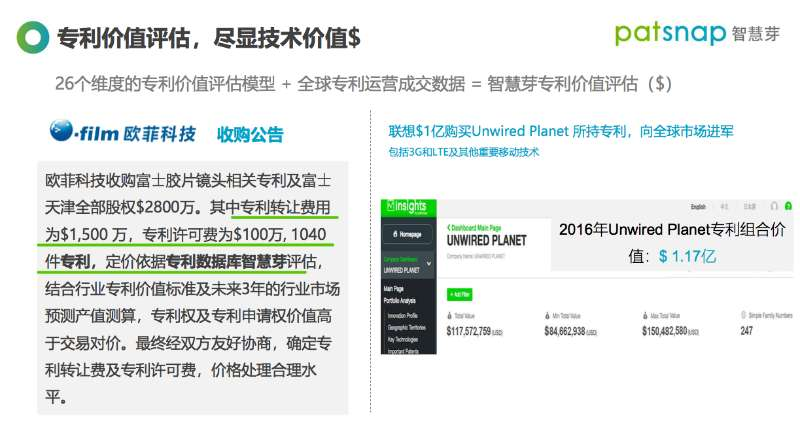 专利价值评估，尽显技术价值$
patsnap 智慧芽
26个维度的专利价值评估模型 + 全球专利运营成交数据 = 智慧芽专利价值评估（$）
O-film 欧菲科技 收购公告
欧菲科技收购富士胶片镜头相关专利及富士
天津全部股权$2800万。其中专利转让费用
为$1,500 万，专利许可费为$100万, 1040
件专利，定价依据专利数据库智慧芽评估，
结合行业专利价值标准及未来3年的行业市场
预测产值测算，专利权及专利申请权价值高
于交易对价。最终经双方友好协商，确定专
利转让费及专利许可费，价格处理合理水
平。
联想$1亿购买Unwired Planet 所持专利，向全球市场进军
包括3G和LTE及其他重要移动技术
insights
English 中文 日本語
Homepage
Company Dashboard
UNWIRED PLANET
Main Page
Portfolio Analysis
Innovation Profile
Geographic Territories
Key Technologies
Important Patents
Dashboard Main Page
UNWIRED PLANET
Company Name: UNWIRED PLANET
2016年Unwired Planet专利组合价
值：$ 1.17亿
+ Add Filter
Total Value
$117,572,759 (USD)
Min Total Value
$84,662,938 (USD)
Max Total Value
$150,482,580 (USD)
Simple Family Numbers
247